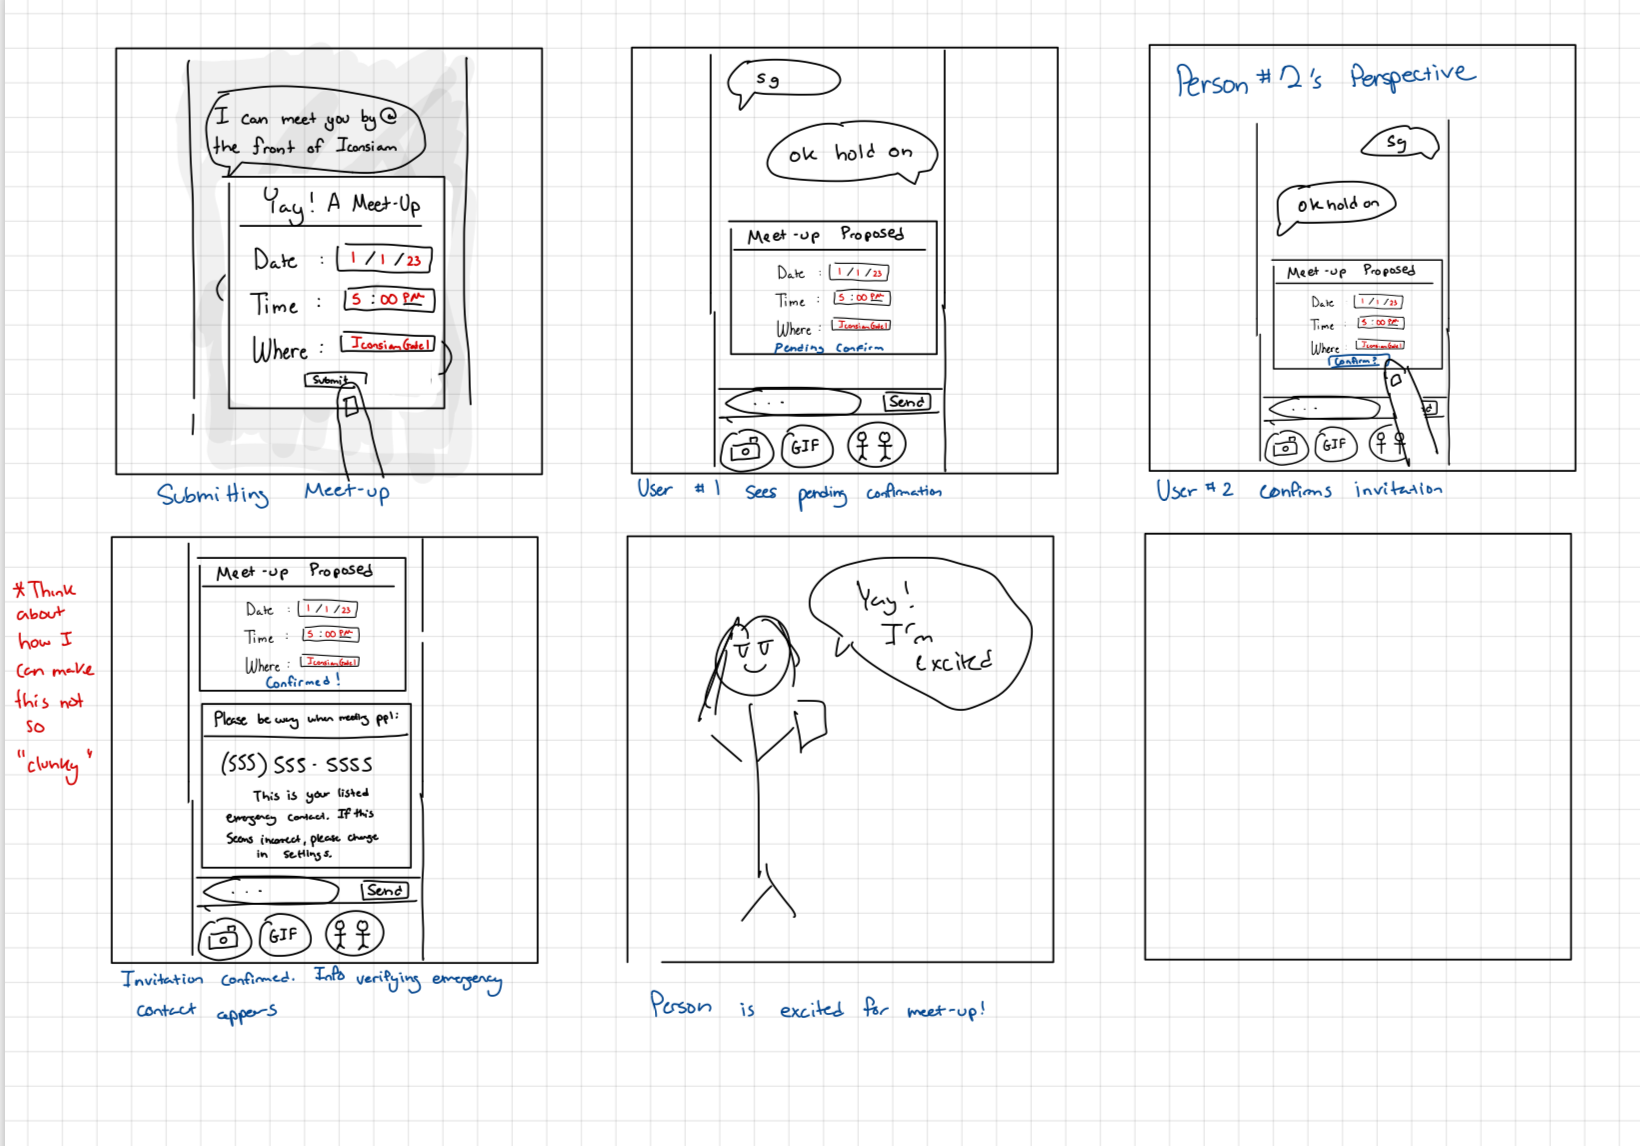 I can meet you by @
the front of Iconsiam
Yay! A Meet-Up
Date : 1/1/23
Time : 5:00 PM
Where : Iconsiam Gate 1
Submit
Submitting Meet-up
sg
ok hold on
Meet-up Proposed
Date : 1/1/23
Time : 5:00 PM
Where : Iconsiam Gate 1
Pending Confirm
... Send
GIF
User #1 sees pending confirmation
Person #2's Perspective
sg
ok hold on
Meet-up Proposed
Date 1/1/23
Time : 5:00 PM
Where : Iconsiam Gate 1
Confirm?
...
GIF
User #2 confirms invitation
*Think
about
how I
can make
this not
so
"clunky"
Meet-up Proposed
Date : 1/1/23
Time : 5:00 PM
Where : Iconsiam Gate 1
Confirmed!
Please be wary when meeting ppl:
(555) 555-5555
This is your listed
emergency contact. If this
seems incorrect, please change
in settings.
... Send
GIF
Invitation confirmed. Info verifying emergency
contact appers
Yay!
I'm
excited
Person is excited for meet-up!